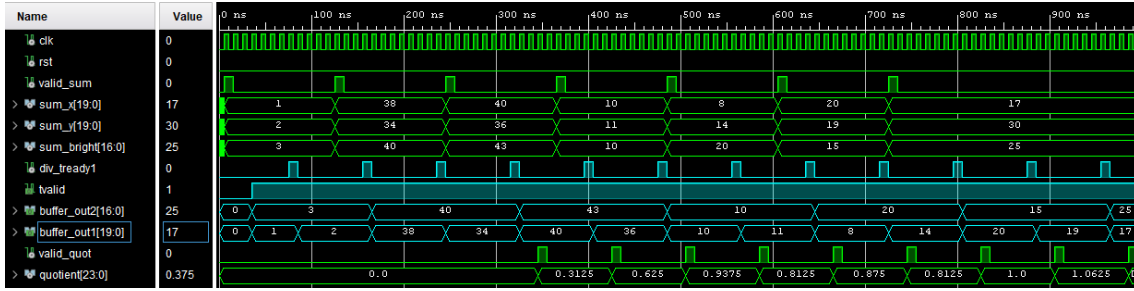 Name Value 0 ns 100 ns 200 ns 300 ns 400 ns 500 ns 600 ns 700 ns 800 ns 900 ns
clk 0
rst 0
valid_sum 0
sum_x[19:0] 17 1 38 40 10 8 20 17
sum_y[19:0] 30 2 34 36 11 14 19 30
sum_bright[16:0] 25 3 40 43 10 20 15 25
div_tready1 0
tvalid 1
buffer_out2[16:0] 25 0 3 40 43 10 20 15 25
buffer_out1[19:0] 17 0 1 2 38 34 40 36 10 11 8 14 20 19 17
valid_quot 0
quotient[23:0] 0.375 0.0 0.3125 0.625 0.9375 0.8125 0.875 0.8125 1.0 1.0625